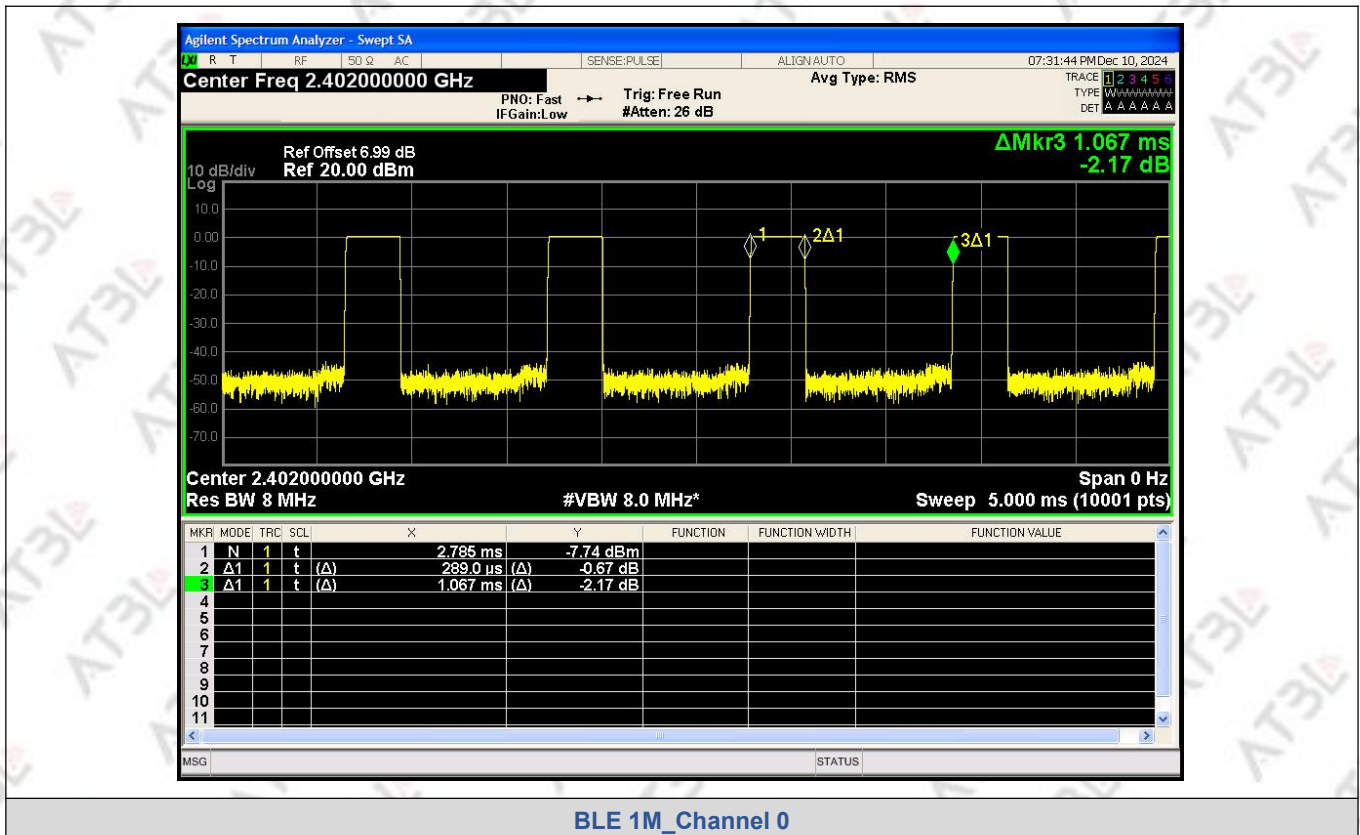 Agilent Spectrum Analyzer - Swept SA
LXI R T RF 50 Ω AC SENSE:PULSE ALIGN AUTO 07:31:44 PM Dec 10, 2024
Center Freq 2.402000000 GHz Avg Type: RMS TRACE 1 2 3 4 5 6
PNO: Fast Trig: Free Run TYPE WWWWWW
IFGain:Low #Atten: 26 dB DET A A A A A A
ΔMkr3 1.067 ms
Ref Offset 6.99 dB
10 dB/div Ref 20.00 dBm -2.17 dB
Log
10.0
0.00
1 2Δ1 3Δ1
-10.0
-20.0
-30.0
-40.0
-50.0
-60.0
-70.0
Center 2.402000000 GHz Span 0 Hz
Res BW 8 MHz #VBW 8.0 MHz* Sweep 5.000 ms (10001 pts)
MKR MODE TRC SCL X Y FUNCTION FUNCTION WIDTH FUNCTION VALUE
1 N 1 t 2.785 ms -7.74 dBm
2 Δ1 1 t (Δ) 289.0 µs (Δ) -0.67 dB
3 Δ1 1 t (Δ) 1.067 ms (Δ) -2.17 dB
4
5
6
7
8
9
10
11
MSG STATUS
BLE 1M_Channel 0